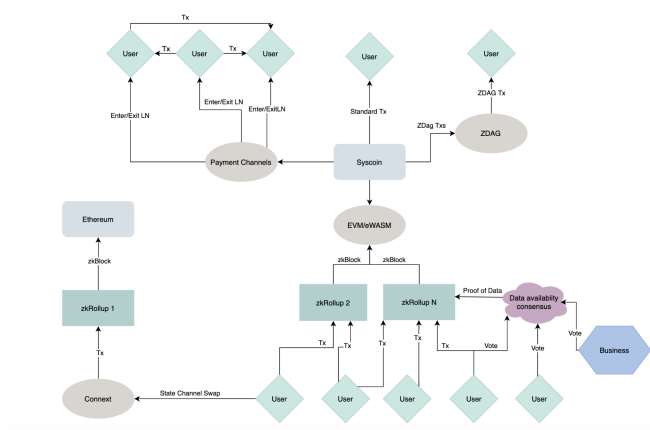 Tx
User
Tx
User
Tx
User
User
User
Enter/Exit LN
Enter/Exit LN
Enter/ExitLN
Standard Tx
ZDAG Tx
ZDag Txs
ZDAG
Payment Channels
Syscoin
Ethereum
EVM/eWASM
zkBlock
zkBlock
zkBlock
zkRollup 1
zkRollup 2
zkRollup N
Proof of Data
Data availablity
consensus
Vote
Business
Tx
Tx
Tx
Tx
Tx
Tx
Vote
Vote
Connext
State Channel Swap
User
User
User
User
User